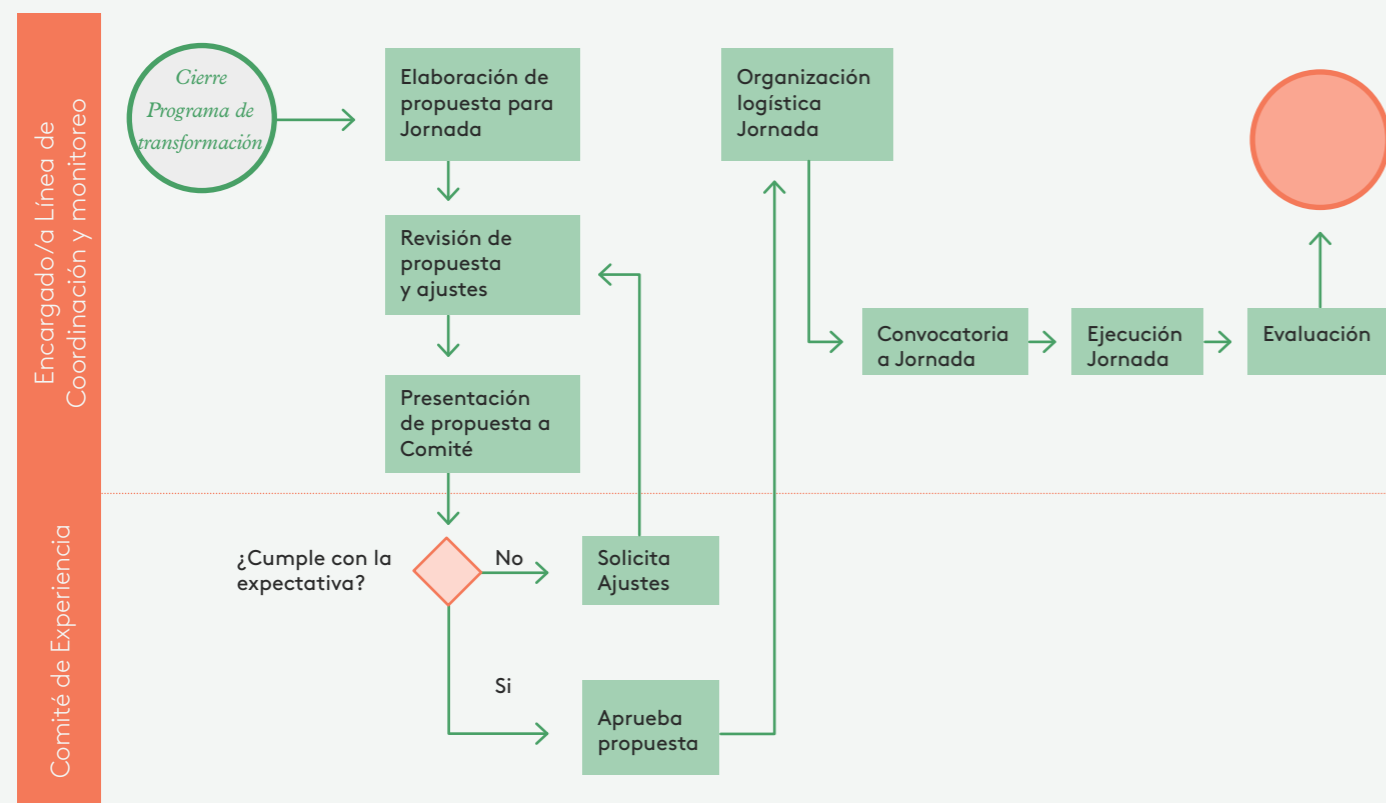 Encargado/a Línea de
Coordinación y monitoreo
Cierre
Programa de
transformación
Elaboración de
propuesta para
Jornada
Revisión de
propuesta
y ajustes
Presentación
de propuesta a
Comité
Organización
logística
Jornada
Convocatoria
a Jornada
Ejecución
Jornada
Evaluación
Comité de Experiencia
¿Cumple con la
expectativa?
No
Solicita
Ajustes
Si
Aprueba
propuesta